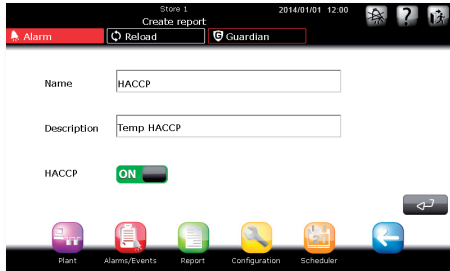 Store 1
2014/01/01 12:00
Create report
Alarm
Reload
Guardian
Name
HACCP
Description
Temp HACCP
HACCP
ON
Plant
Alarms/Events
Report
Configuration
Scheduler